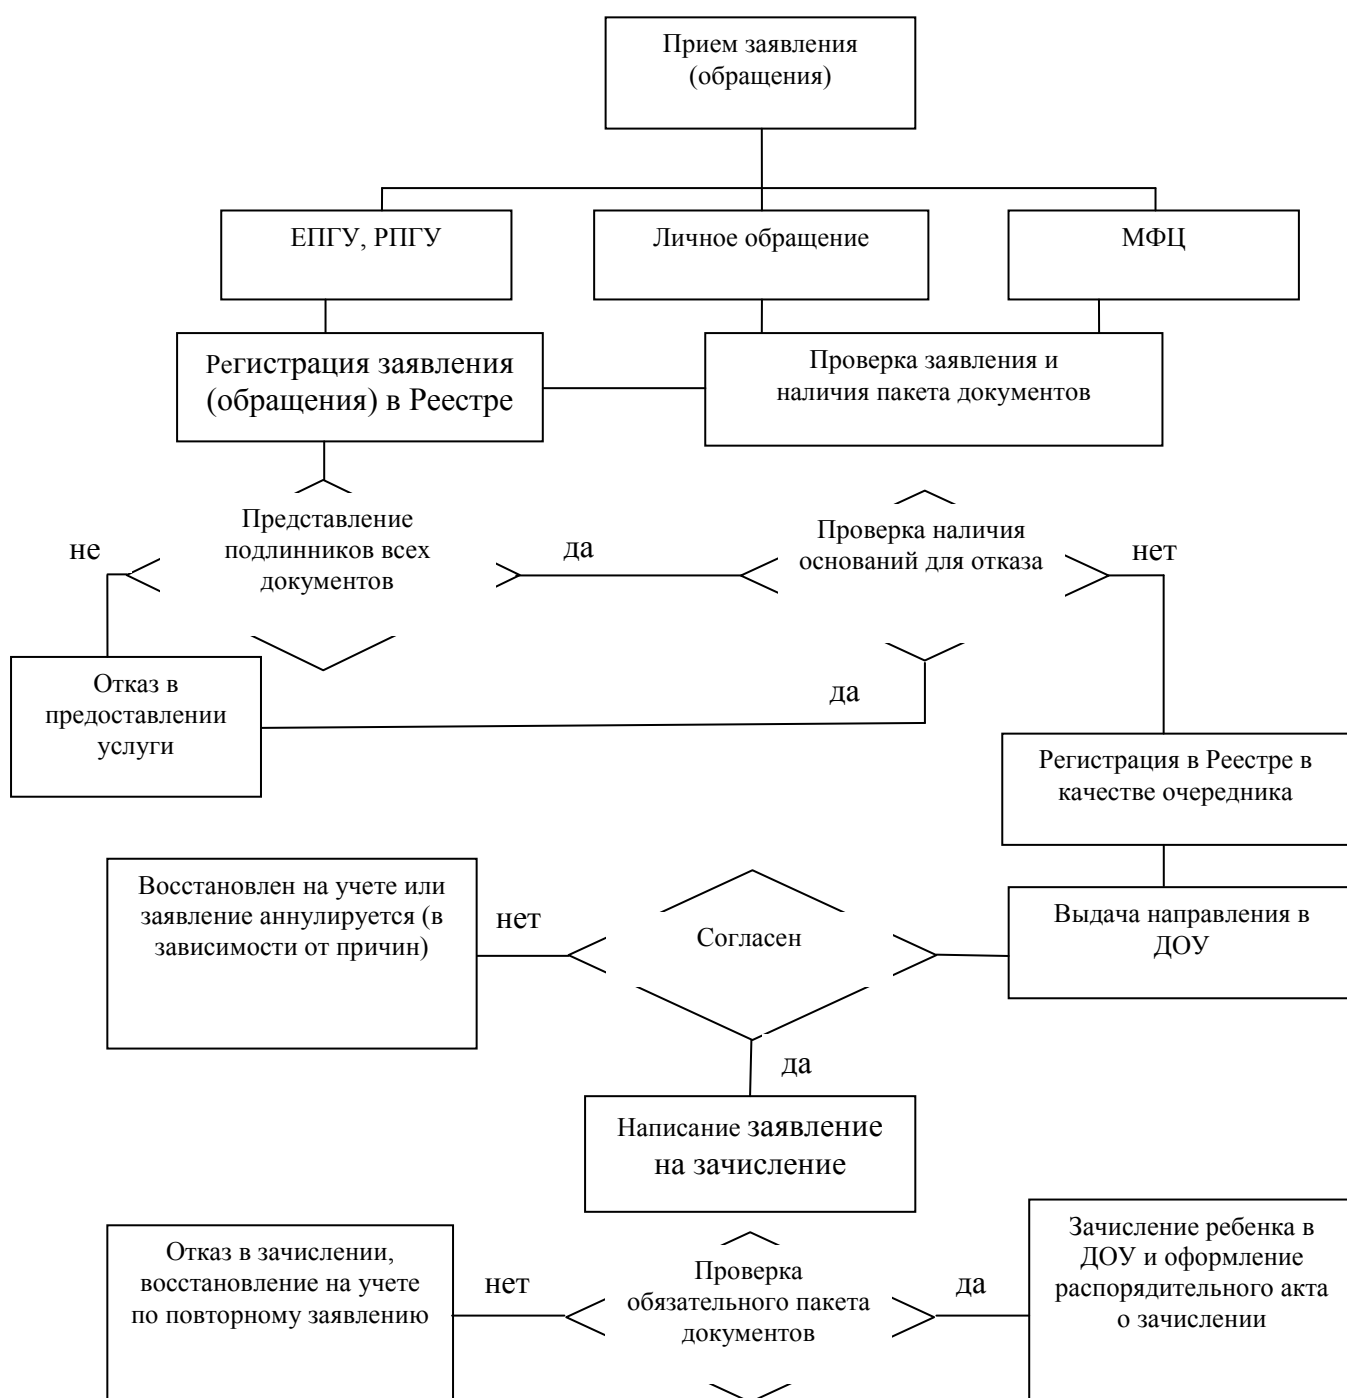 Прием заявления
(обращения)
ЕПГУ, РПГУ
Личное обращение
МФЦ
Регистрация заявления
(обращения) в Реестре
Проверка заявления и
наличия пакета документов
Представление
подлинников всех
документов
не
да
Проверка наличия
оснований для отказа
нет
Отказ в
предоставлении
услуги
да
Регистрация в Реестре в
качестве очередника
Восстановлен на учете или
заявление аннулируется (в
зависимости от причин)
нет
Согласен
Выдача направления в
ДОУ
да
Написание заявление
на зачисление
Отказ в зачислении,
восстановление на учете
по повторному заявлению
нет
Проверка
обязательного пакета
документов
да
Зачисление ребенка в
ДОУ и оформление
распорядительного акта
о зачислении